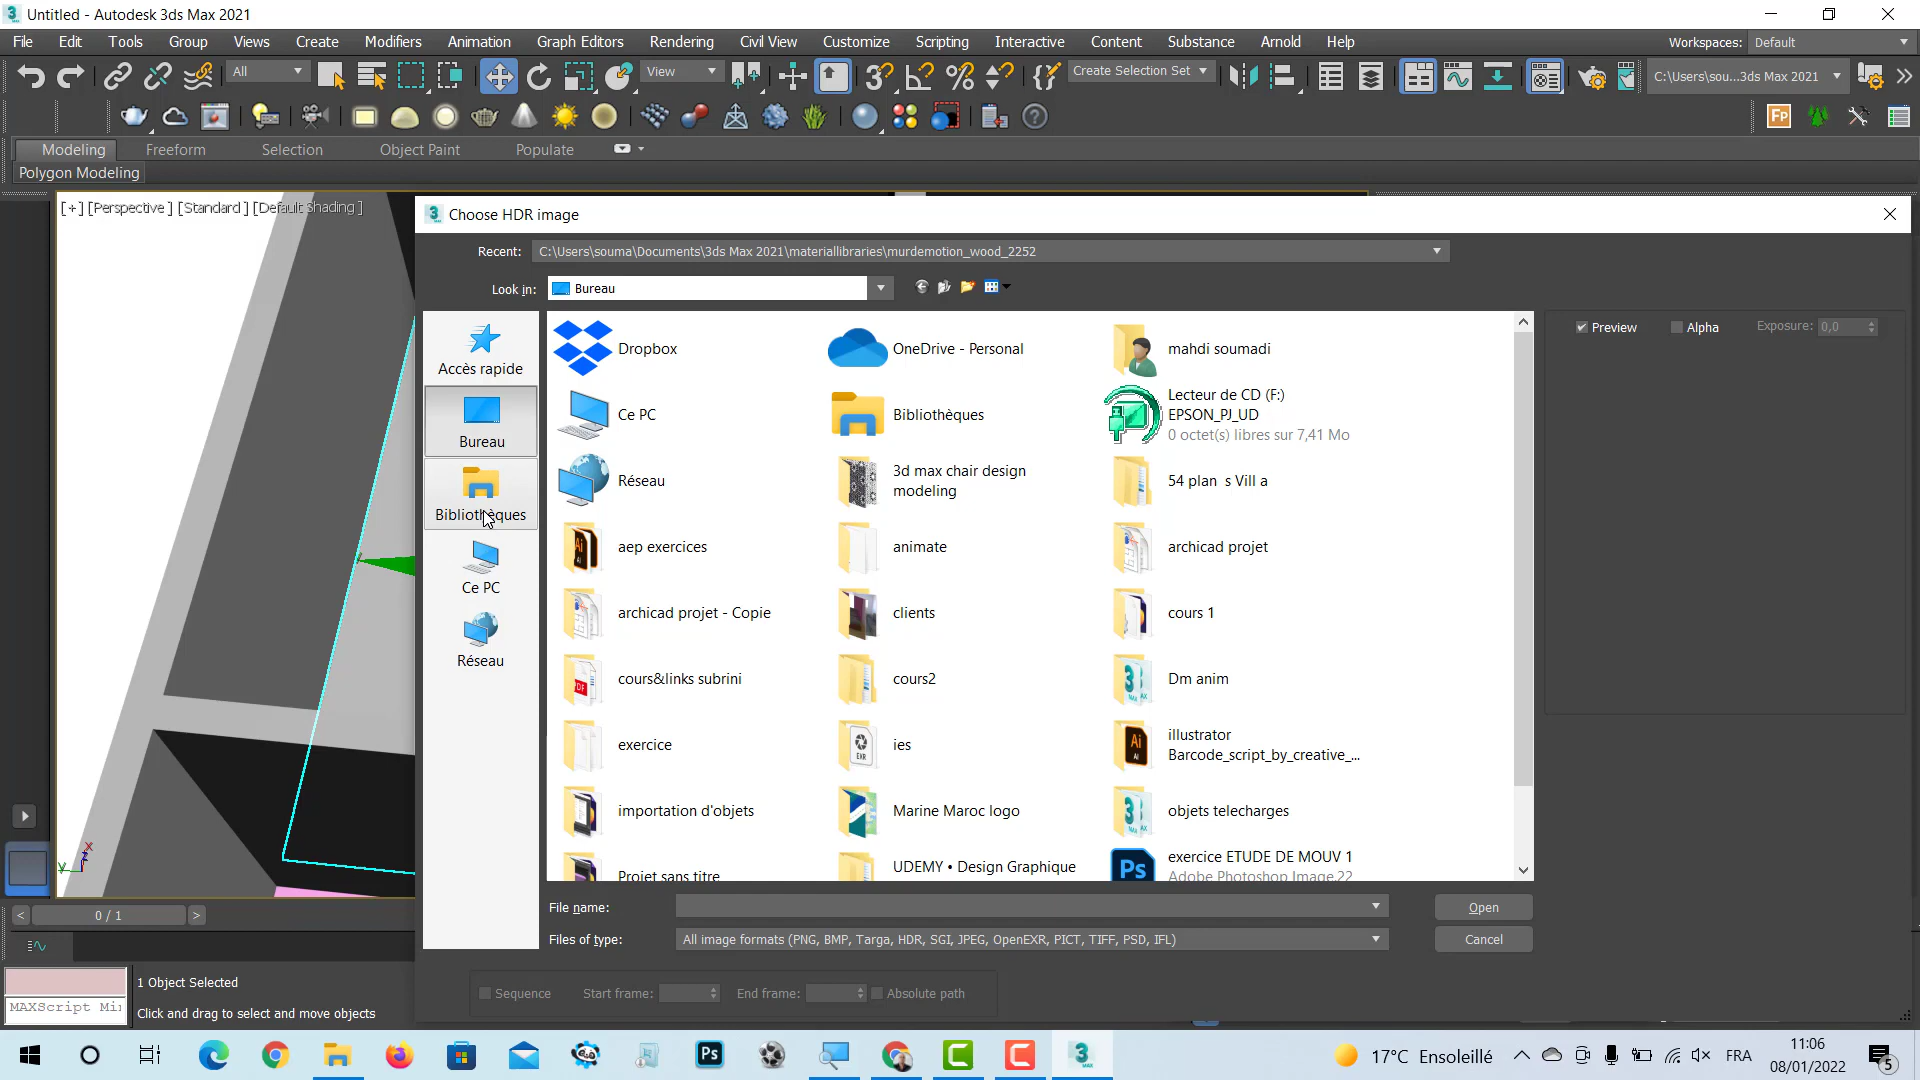 Untitled - Autodesk 3ds Max 2021
File Edit Tools Group Views Create Modifiers Animation Graph Editors Rendering Civil View Customize Scripting Interactive Content Substance Arnold Help Workspaces: Default
All View Create Selection Set C:\Users\sou...3ds Max 2021
Modeling Freeform Selection Object Paint Populate
Polygon Modeling
[+] [Perspective ] [Standard ] [Default Shading ]
Choose HDR image
Recent: C:\Users\souma\Documents\3ds Max 2021\materiallibraries\murdemotion_wood_2252
Look in: Bureau
Accès rapide
Bureau
Bibliothèques
Ce PC
Réseau
Dropbox OneDrive - Personal mahdi soumadi
Ce PC Bibliothèques Lecteur de CD (F:)
EPSON_PJ_UD
0 octet(s) libres sur 7,41 Mo
Réseau 3d max chair design
modeling 54 plan s Vill a
aep exercices animate archicad projet
archicad projet - Copie clients cours 1
cours&links subrini cours2 Dm anim
exercice ies illustrator
Barcode_script_by_creative_...
importation d'objets Marine Maroc logo objets telecharges
Projet sans titre UDEMY • Design Graphique exercice ETUDE DE MOUV 1
Adobe Photoshop Image.22
Preview Alpha Exposure: 0,0
File name: Open
Files of type: All image formats (PNG, BMP, Targa, HDR, SGI, JPEG, OpenEXR, PICT, TIFF, PSD, IFL) Cancel
Sequence Start frame: End frame: Absolute path
< 0 / 1 >
1 Object Selected
MAXScript Mi
Click and drag to select and move objects
17°C Ensoleillé FRA 11:06
08/01/2022
5